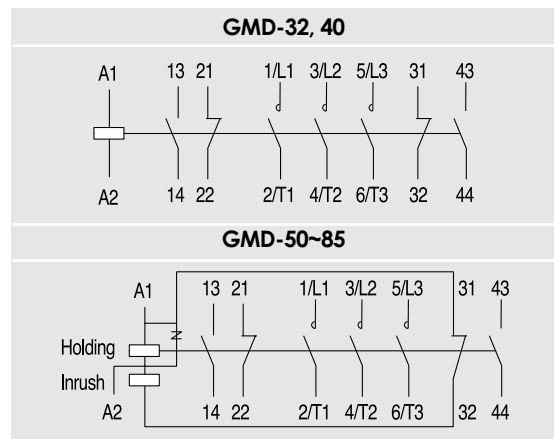 GMD-32, 40
A1 13 21 1/L1 3/L2 5/L3 31 43
A2 14 22 2/T1 4/T2 6/T3 32 44
GMD-50~85
A1 13 21 1/L1 3/L2 5/L3 31 43
Holding
Inrush
A2 14 22 2/T1 4/T2 6/T3 32 44